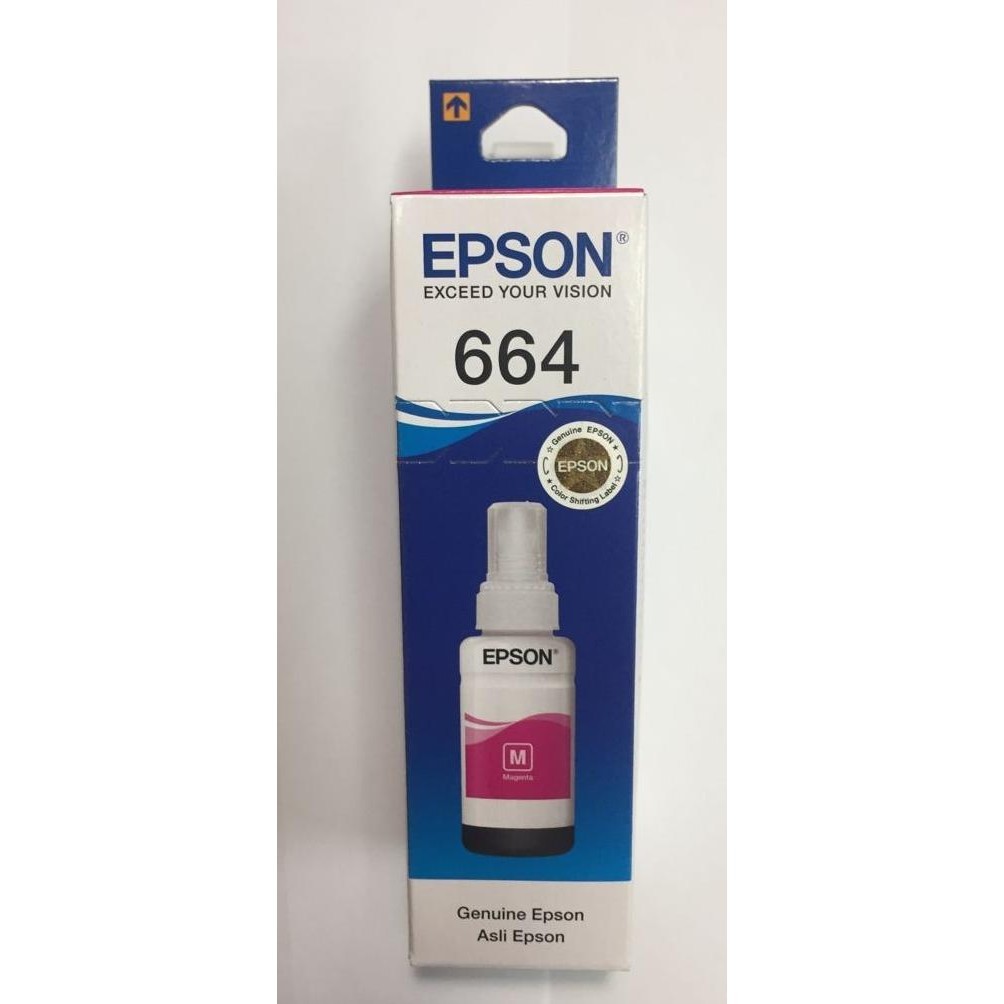 EPSON®
EXCEED YOUR VISION
664
Genuine EPSON
EPSON
Color Shifting Label
EPSON®
M
Magenta
Genuine Epson
Asli Epson